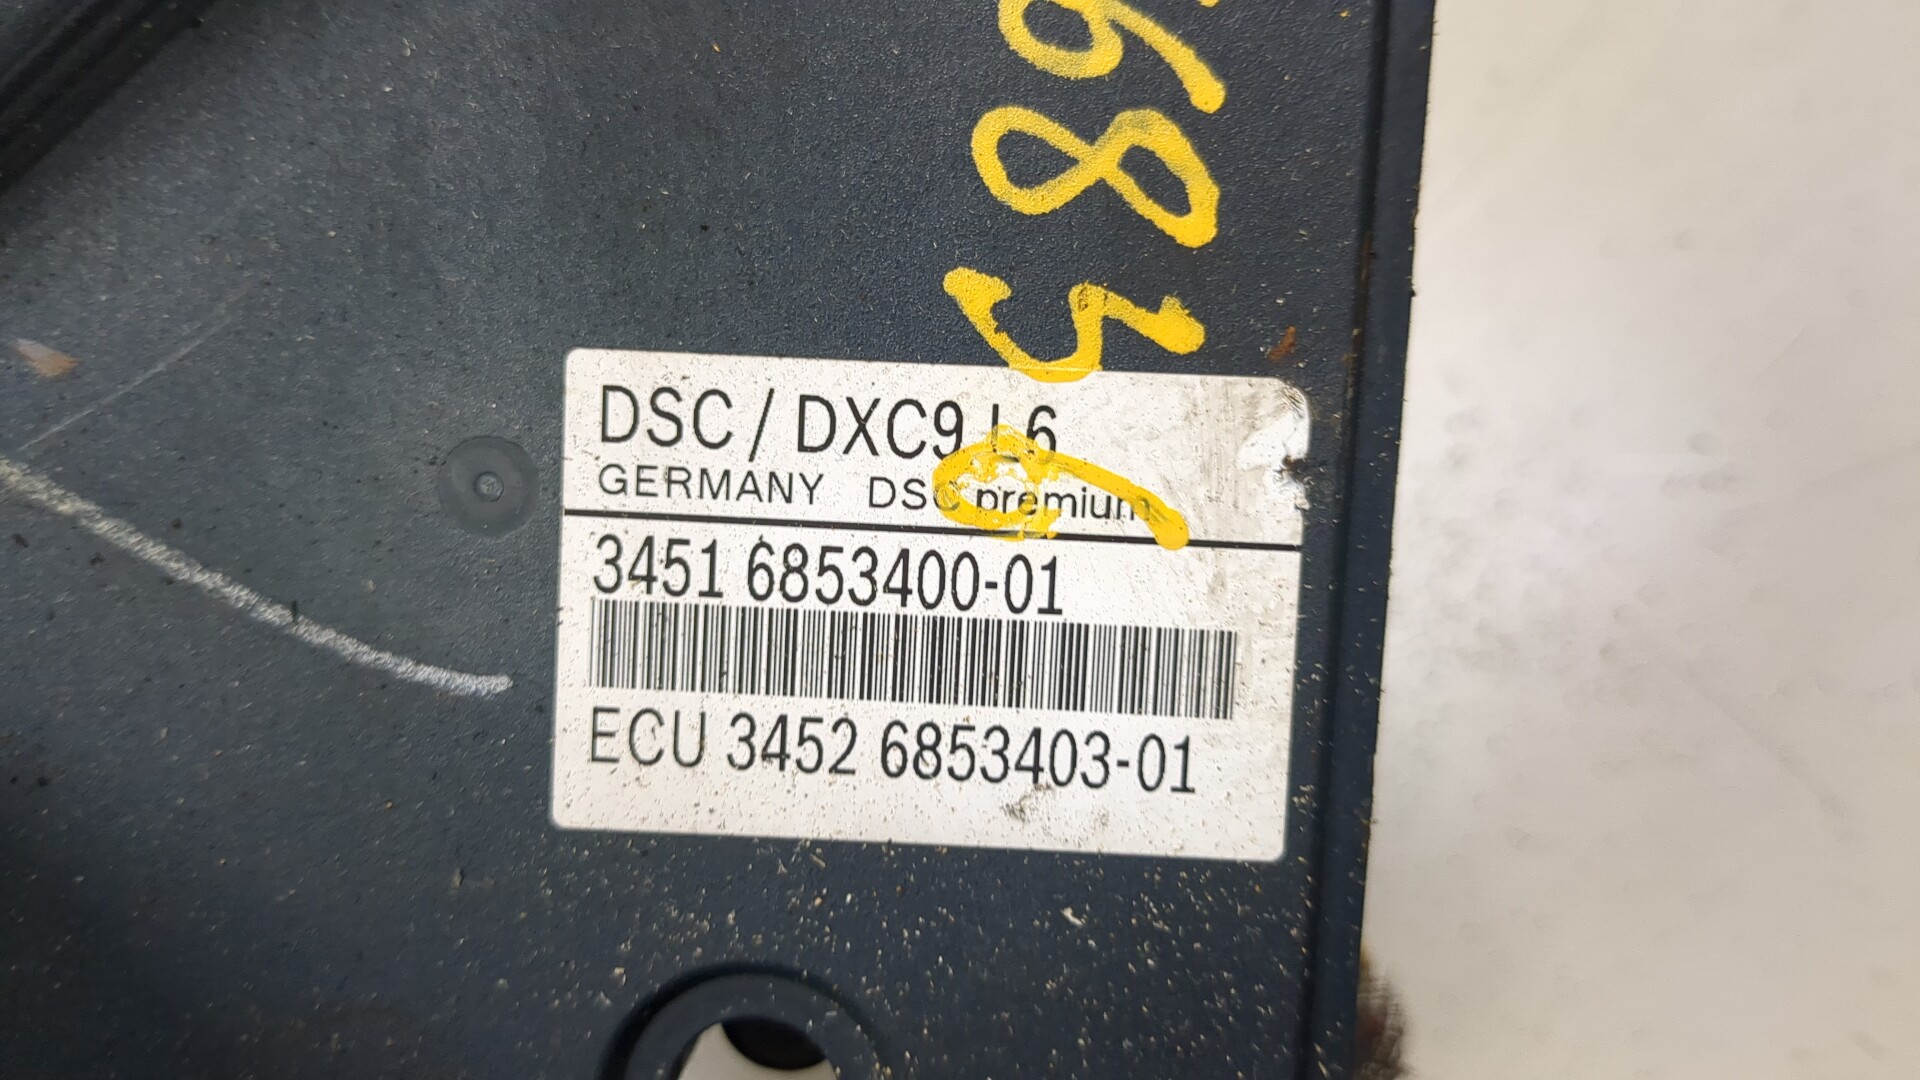 DSC / DXC9 L6
GERMANY DSC premium
3451 6853400-01
ECU 3452 6853403-01